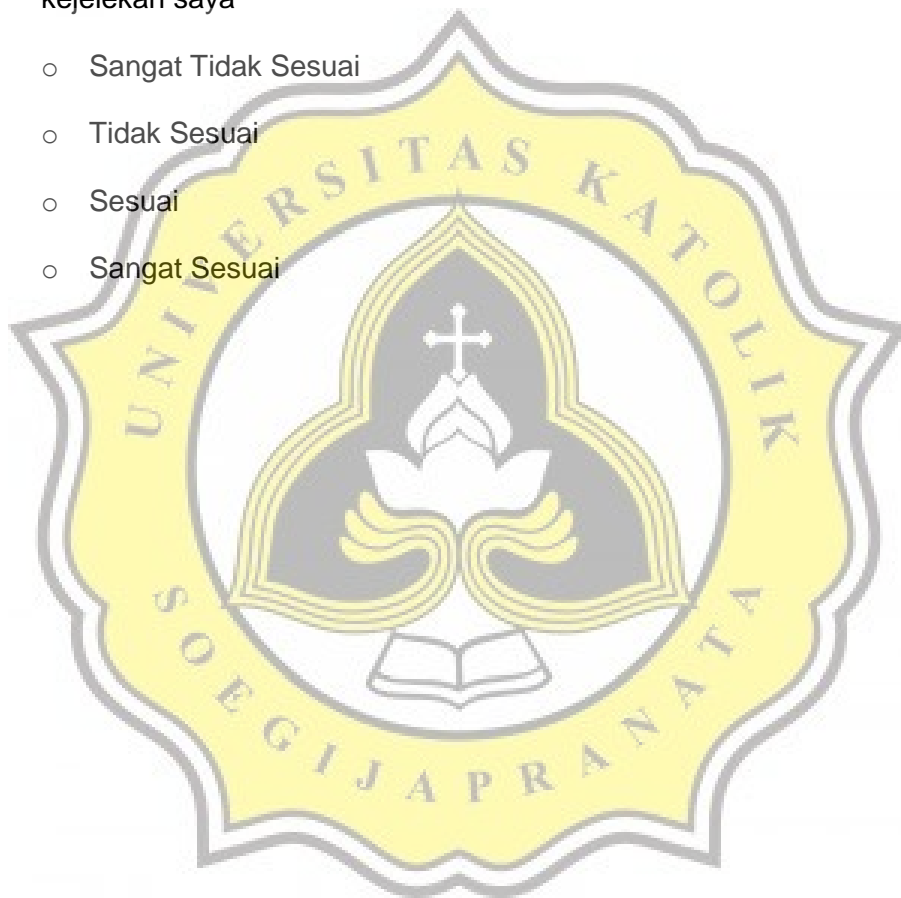 kejelekan saya
o Sangat Tidak Sesuai
o Tidak Sesuai
o Sesuai
o Sangat Sesuai
UNIVERSITAS KATOLIK
SOEGIJAPRANATA